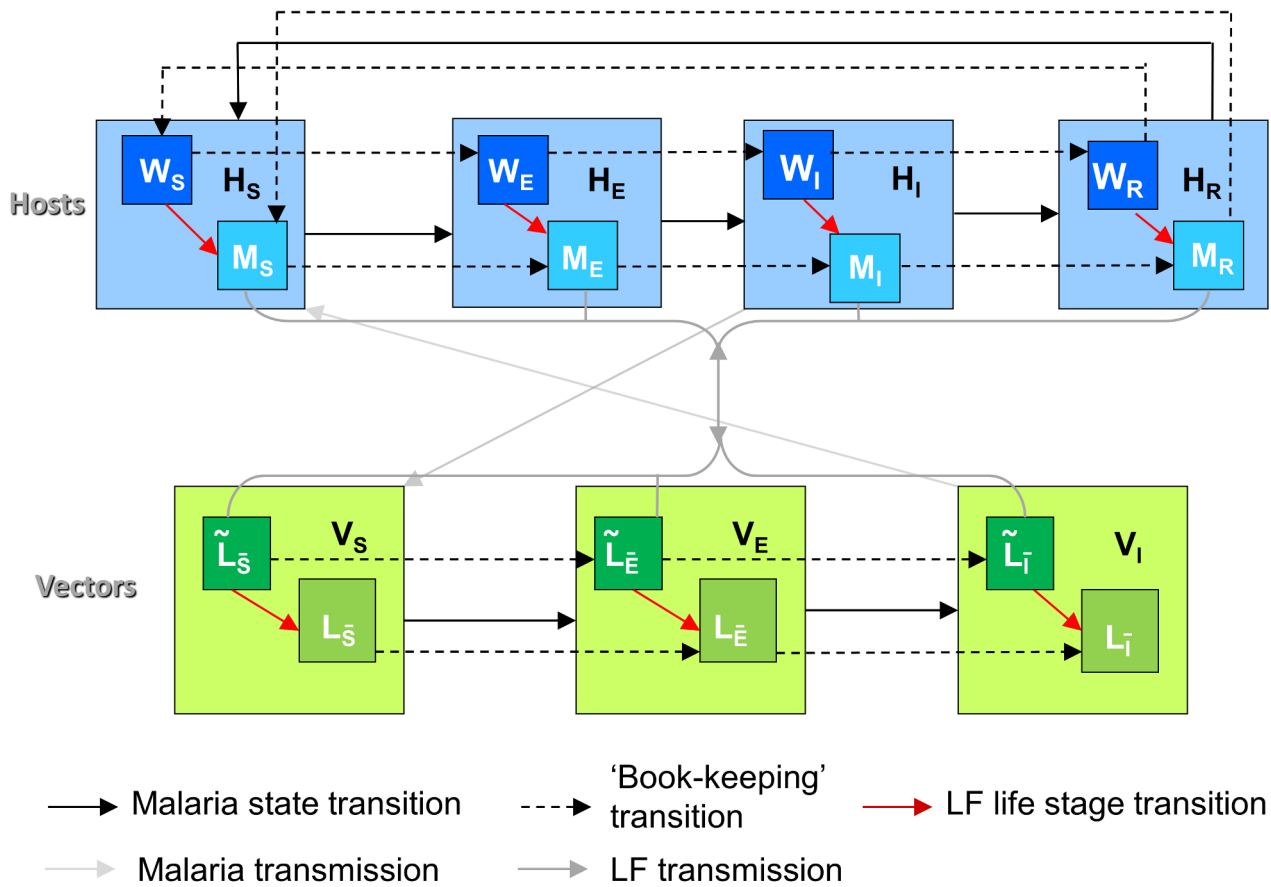 Hosts
W_S
H_S
M_S
W_E
H_E
M_E
W_I
H_I
M_I
W_R
H_R
M_R
Vectors
L̃_S̄
V_S
L_S̄
L̃_Ē
V_E
L_Ē
L̃_Ī
V_I
L_Ī
Malaria state transition
‘Book-keeping’
transition
LF life stage transition
Malaria transmission
LF transmission